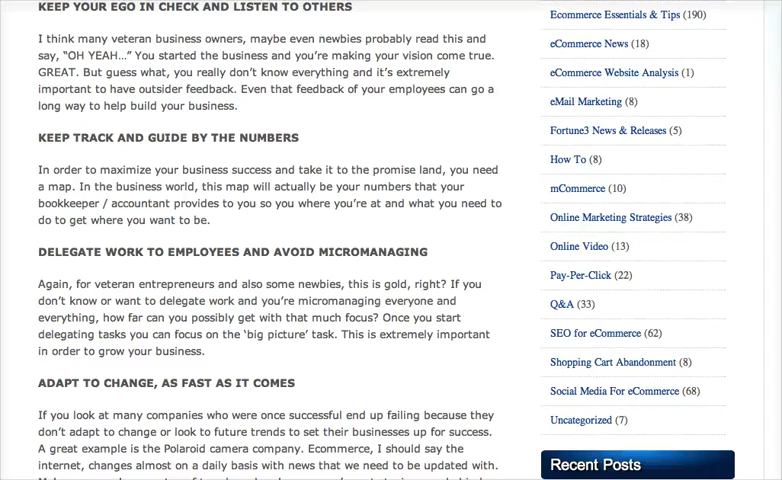 KEEP YOUR EGO IN CHECK AND LISTEN TO OTHERS
I think many veteran business owners, maybe even newbies probably read this and
say, “OH YEAH…” You started the business and you’re making your vision come true.
GREAT. But guess what, you really don’t know everything and it’s extremely
important to have outsider feedback. Even that feedback of your employees can go a
long way to help build your business.
KEEP TRACK AND GUIDE BY THE NUMBERS
In order to maximize your business success and take it to the promise land, you need
a map. In the business world, this map will actually be your numbers that your
bookkeeper / accountant provides to you so you where you’re at and what you need to
do to get where you want to be.
DELEGATE WORK TO EMPLOYEES AND AVOID MICROMANAGING
Again, for veteran entrepreneurs and also some newbies, this is gold, right? If you
don’t know or want to delegate work and you’re micromanaging everyone and
everything, how far can you possibly get with that much focus? Once you start
delegating tasks you can focus on the ‘big picture’ task. This is extremely important
in order to grow your business.
ADAPT TO CHANGE, AS FAST AS IT COMES
If you look at many companies who were once successful end up failing because they
don’t adapt to change or look to future trends to set their businesses up for success.
A great example is the Polaroid camera company. Ecommerce, I should say the
internet, changes almost on a daily basis with news that we need to be updated with.
Ecommerce Essentials & Tips (190)
eCommerce News (18)
eCommerce Website Analysis (1)
eMail Marketing (8)
Fortune3 News & Releases (5)
How To (8)
mCommerce (10)
Online Marketing Strategies (38)
Online Video (13)
Pay-Per-Click (22)
Q&A (33)
SEO for eCommerce (62)
Shopping Cart Abandonment (8)
Social Media For eCommerce (68)
Uncategorized (7)
Recent Posts